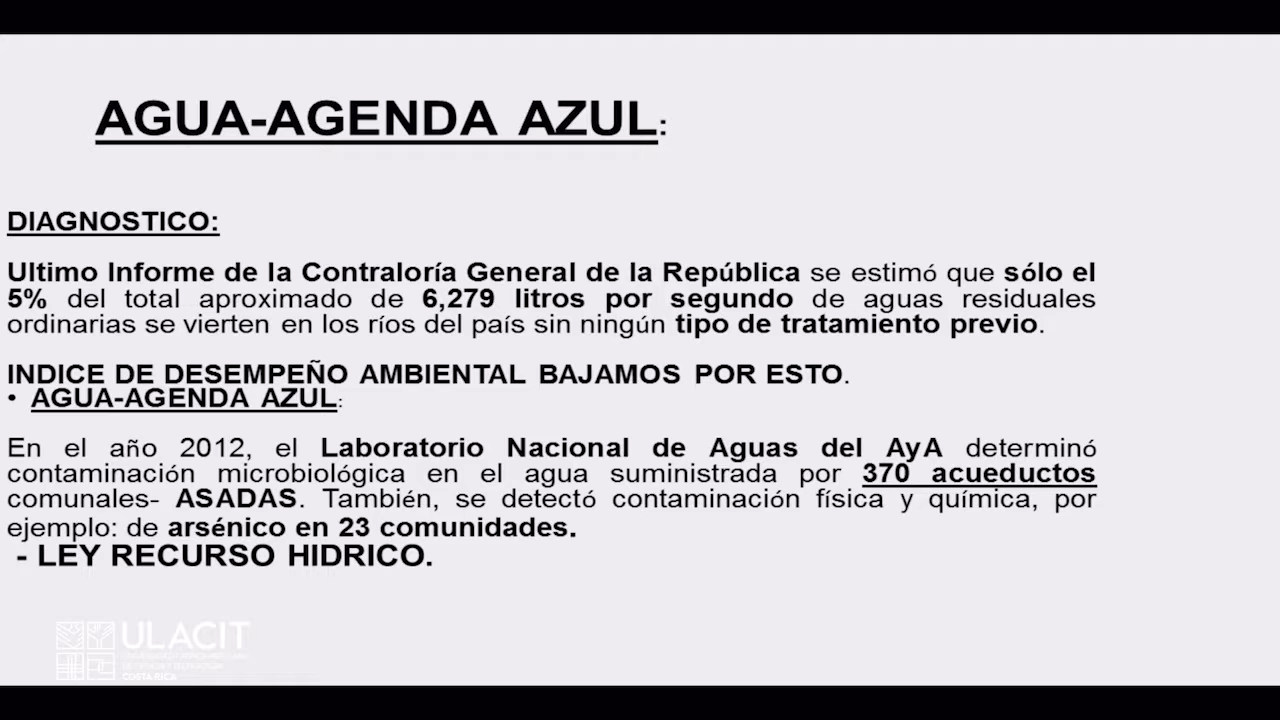 AGUA-AGENDA AZUL:
DIAGNOSTICO:
Ultimo Informe de la Contraloría General de la República se estimó que sólo el
5% del total aproximado de 6,279 litros por segundo de aguas residuales
ordinarias se vierten en los ríos del país sin ningún tipo de tratamiento previo.
INDICE DE DESEMPEÑO AMBIENTAL BAJAMOS POR ESTO.
• AGUA-AGENDA AZUL:
En el año 2012, el Laboratorio Nacional de Aguas del AyA determinó
contaminación microbiológica en el agua suministrada por 370 acueductos
comunales- ASADAS. También, se detectó contaminación física y química, por
ejemplo: de arsénico en 23 comunidades.
- LEY RECURSO HIDRICO.
ULACIT
COSTA RICA